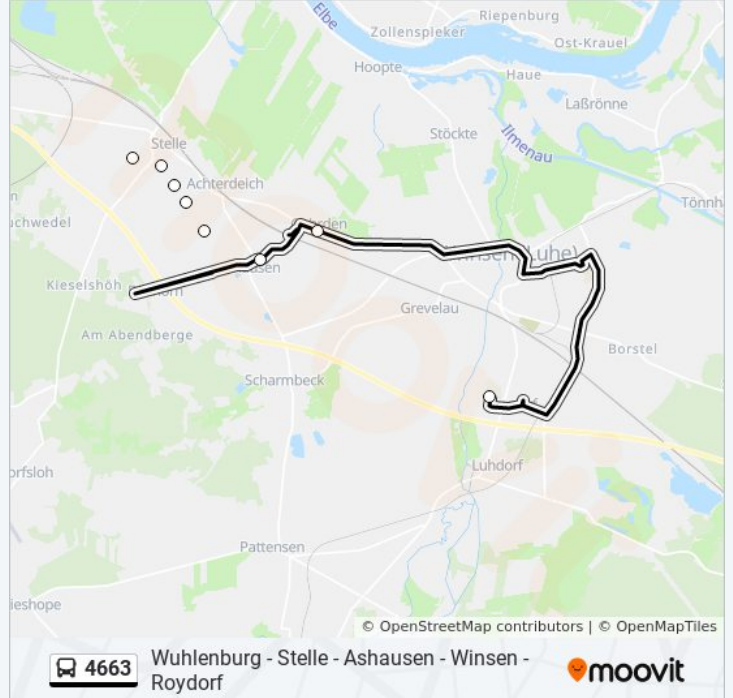 Elbe
Riepenburg
Zollenspieker
Ost-Krauel
Hoopte
Haue
Laßrönne
Stöckte
Ilmenau
Stelle
Achterdeich
Tönnha
Kieselshöh
Am Abendberge
Grevelau
Borstel
Scharmbeck
Luhdorf
Pattensen
© OpenStreetMap contributors | © OpenMapTiles
4663
Wuhlenburg - Stelle - Ashausen - Winsen -
Roydorf
moovit